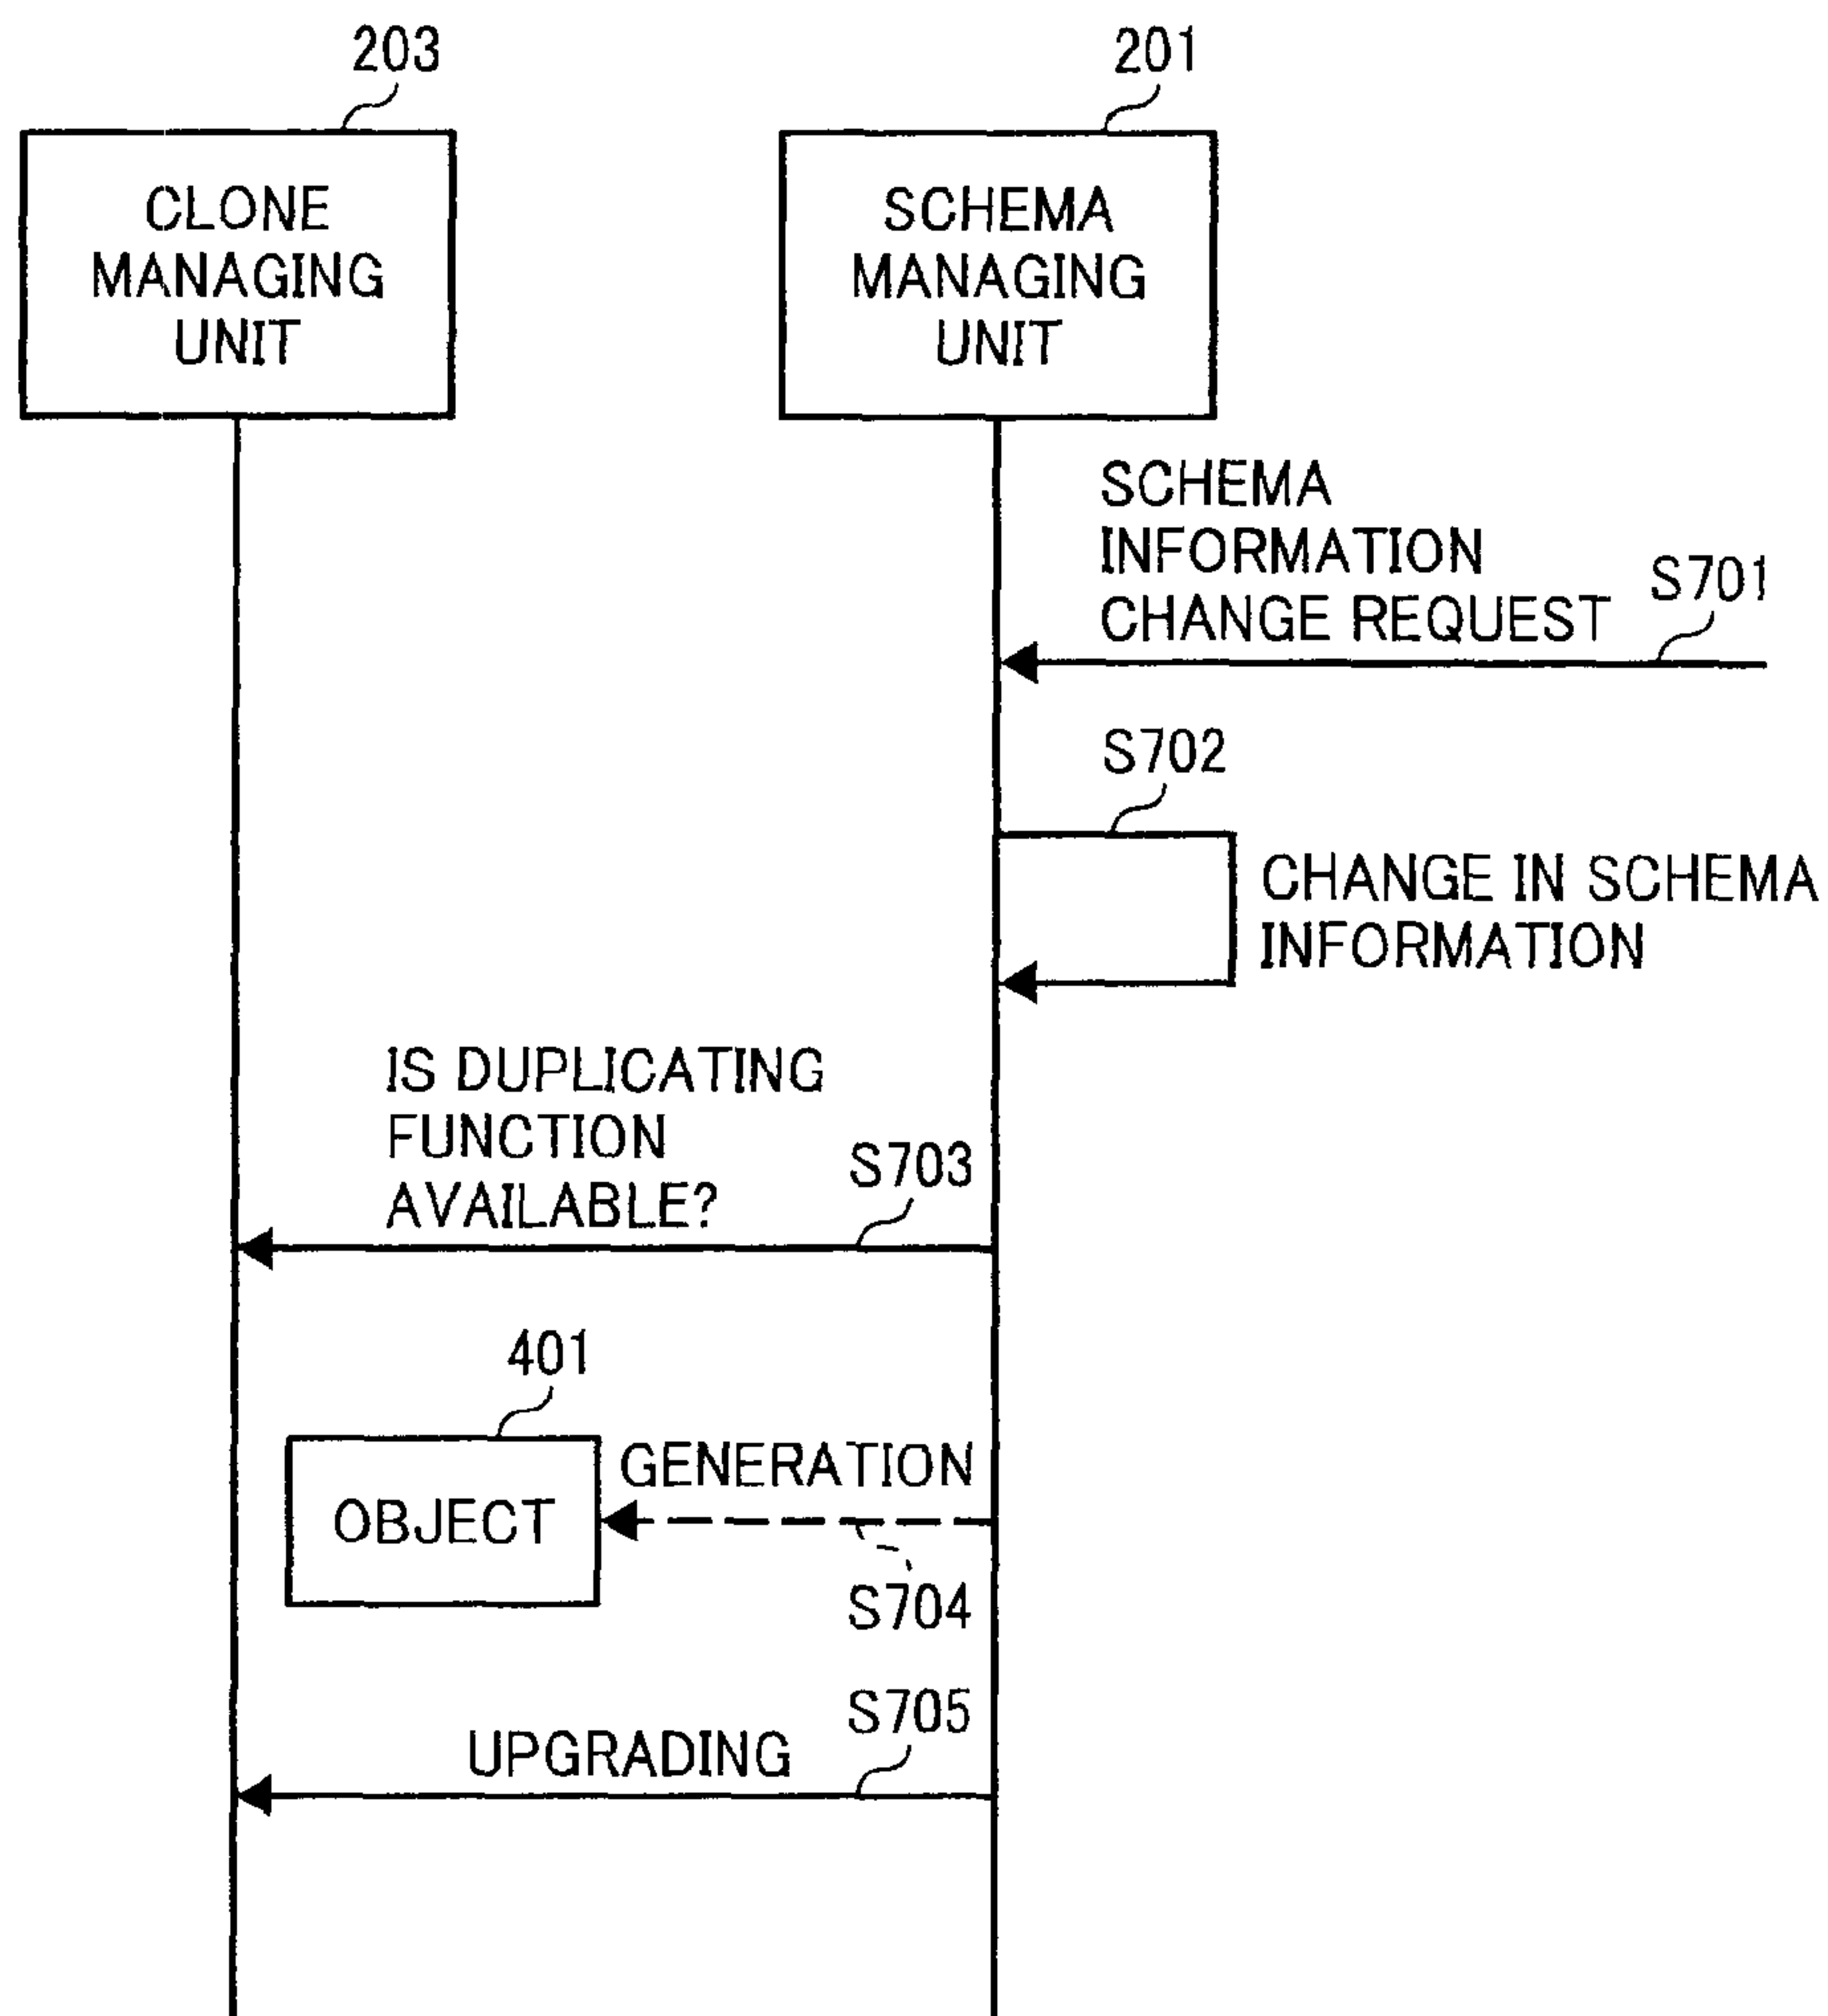 203
201
CLONE
MANAGING
UNIT
SCHEMA
MANAGING
UNIT
SCHEMA
INFORMATION
CHANGE REQUEST
S701
S702
CHANGE IN SCHEMA
INFORMATION
IS DUPLICATING
FUNCTION
AVAILABLE?
S703
401
OBJECT
GENERATION
S704
S705
UPGRADING